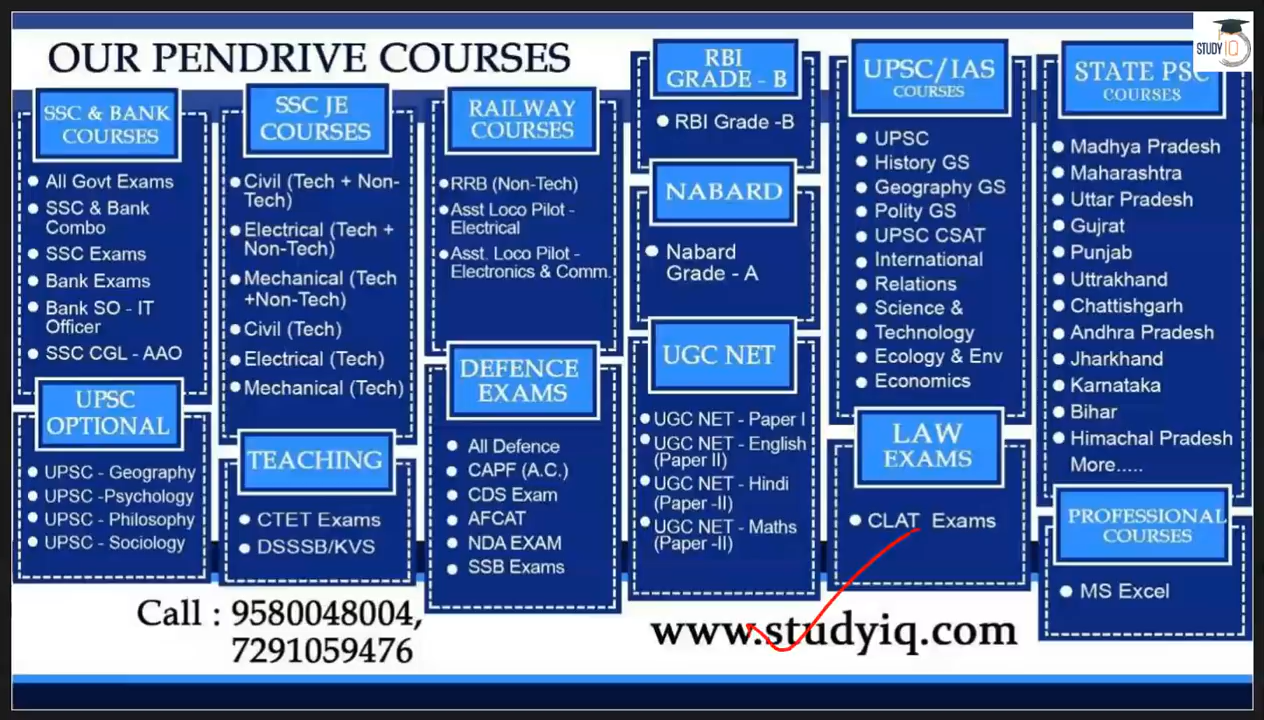 OUR PENDRIVE COURSES
STUDY IQ
SSC & BANK
COURSES
All Govt Exams
SSC & Bank
Combo
SSC Exams
Bank Exams
Bank SO - IT
Officer
SSC CGL - AAO
UPSC
OPTIONAL
UPSC - Geography
UPSC -Psychology
UPSC - Philosophy
UPSC - Sociology
SSC JE
COURSES
Civil (Tech + Non-
Tech)
Electrical (Tech +
Non-Tech)
Mechanical (Tech
+Non-Tech)
Civil (Tech)
Electrical (Tech)
Mechanical (Tech)
TEACHING
CTET Exams
DSSSB/KVS
RAILWAY
COURSES
RRB (Non-Tech)
Asst Loco Pilot -
Electrical
Asst. Loco Pilot -
Electronics & Comm.
DEFENCE
EXAMS
All Defence
CAPF (A.C.)
CDS Exam
AFCAT
NDA EXAM
SSB Exams
RBI
GRADE - B
RBI Grade -B
NABARD
Nabard
Grade - A
UGC NET
UGC NET - Paper I
UGC NET - English
(Paper II)
UGC NET - Hindi
(Paper -II)
UGC NET - Maths
(Paper -II)
UPSC/IAS
COURSES
UPSC
History GS
Geography GS
Polity GS
UPSC CSAT
International
Relations
Science &
Technology
Ecology & Env
Economics
LAW
EXAMS
CLAT Exams
STATE PSC
COURSES
Madhya Pradesh
Maharashtra
Uttar Pradesh
Gujrat
Punjab
Uttrakhand
Chattishgarh
Andhra Pradesh
Jharkhand
Karnataka
Bihar
Himachal Pradesh
More.....
PROFESSIONAL
COURSES
MS Excel
Call : 9580048004,
7291059476
www.studyiq.com